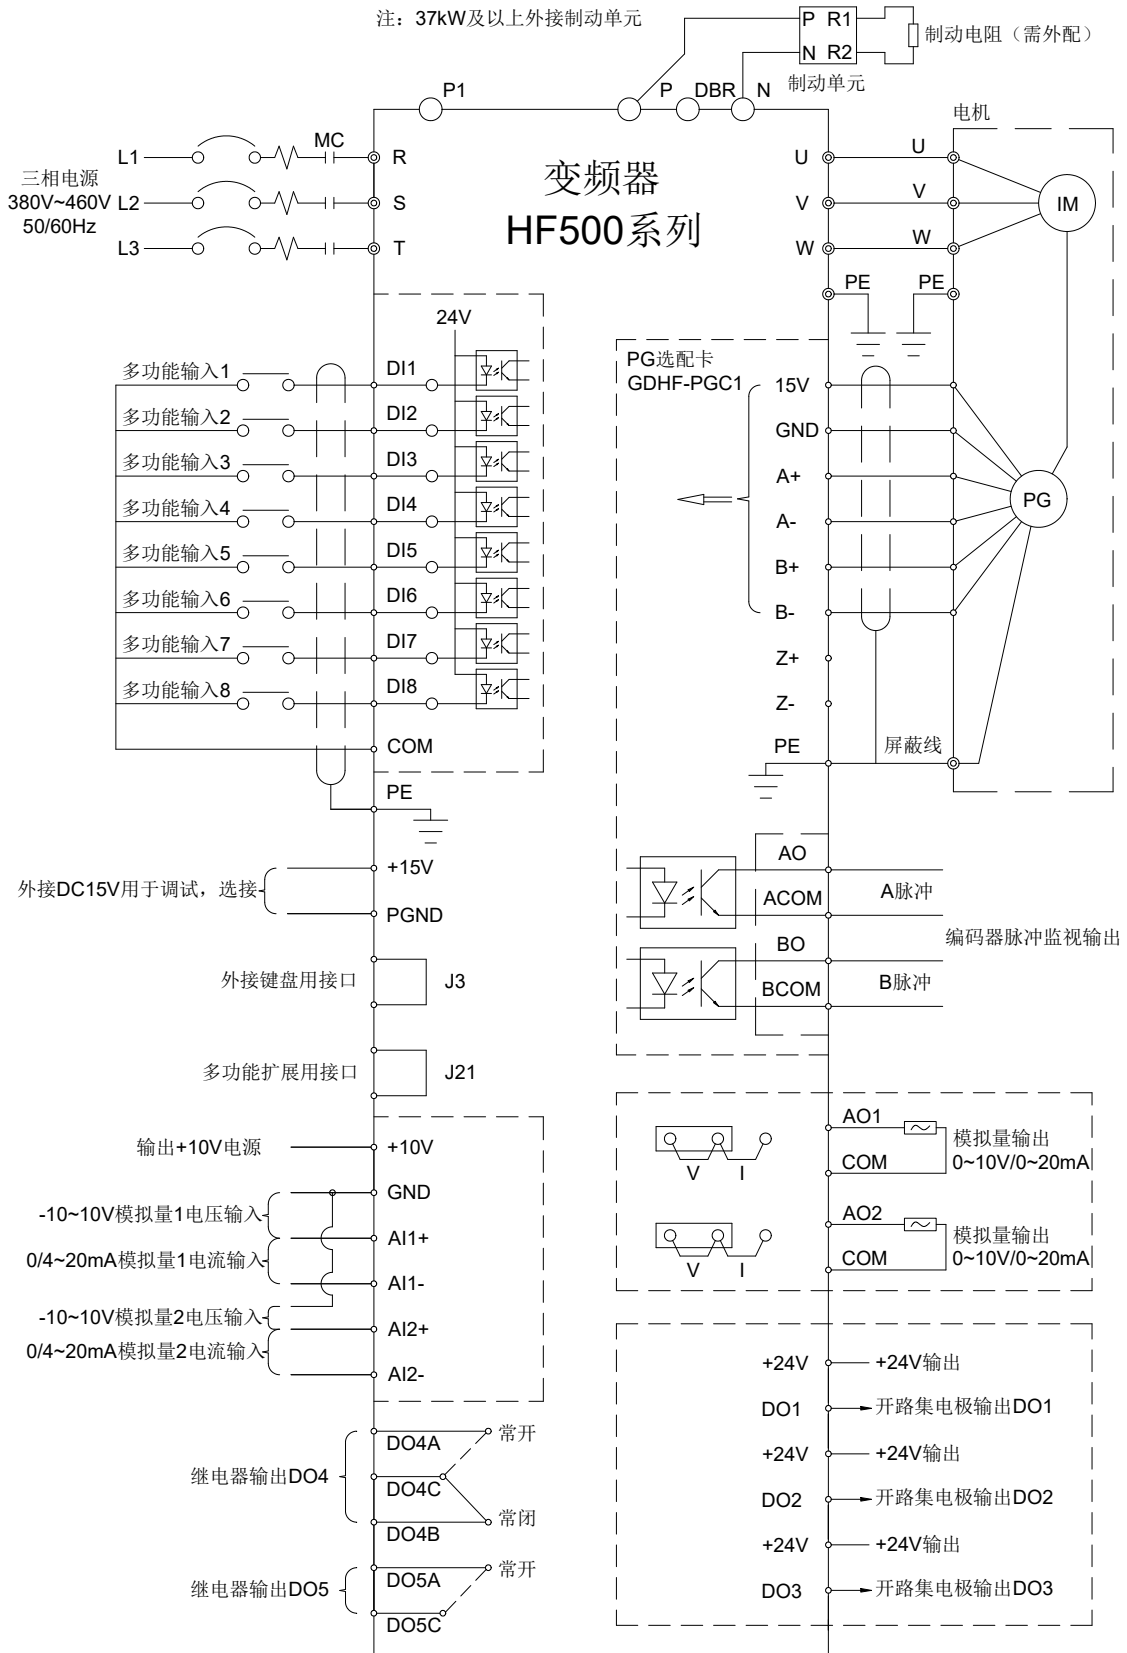 注：37kW及以上外接制动单元
P R1
N R2
制动电阻（需外配）
制动单元
P1
P
DBR
N
电机
三相电源
380V~460V
50/60Hz
L1
L2
L3
MC
R
S
T
变频器
HF500系列
U
V
W
U
V
W
IM
PE
PE
24V
多功能输入1
DI1
多功能输入2
DI2
多功能输入3
DI3
多功能输入4
DI4
多功能输入5
DI5
多功能输入6
DI6
多功能输入7
DI7
多功能输入8
DI8
COM
PE
PG选配卡
GDHF-PGC1
15V
GND
A+
A-
B+
B-
Z+
Z-
PE
PG
屏蔽线
外接DC15V用于调试，选接
+15V
PGND
外接键盘用接口
J3
多功能扩展用接口
J21
AO
ACOM
A脉冲
编码器脉冲监视输出
BO
BCOM
B脉冲
输出+10V电源
+10V
GND
-10~10V模拟量1电压输入
AI1+
0/4~20mA模拟量1电流输入
AI1-
-10~10V模拟量2电压输入
AI2+
0/4~20mA模拟量2电流输入
AI2-
V I
AO1
COM
模拟量输出
0~10V/0~20mA
V I
AO2
COM
模拟量输出
0~10V/0~20mA
继电器输出DO4
DO4A
常开
DO4C
DO4B
常闭
继电器输出DO5
DO5A
常开
DO5C
+24V
+24V输出
DO1
开路集电极输出DO1
+24V
+24V输出
DO2
开路集电极输出DO2
+24V
+24V输出
DO3
开路集电极输出DO3